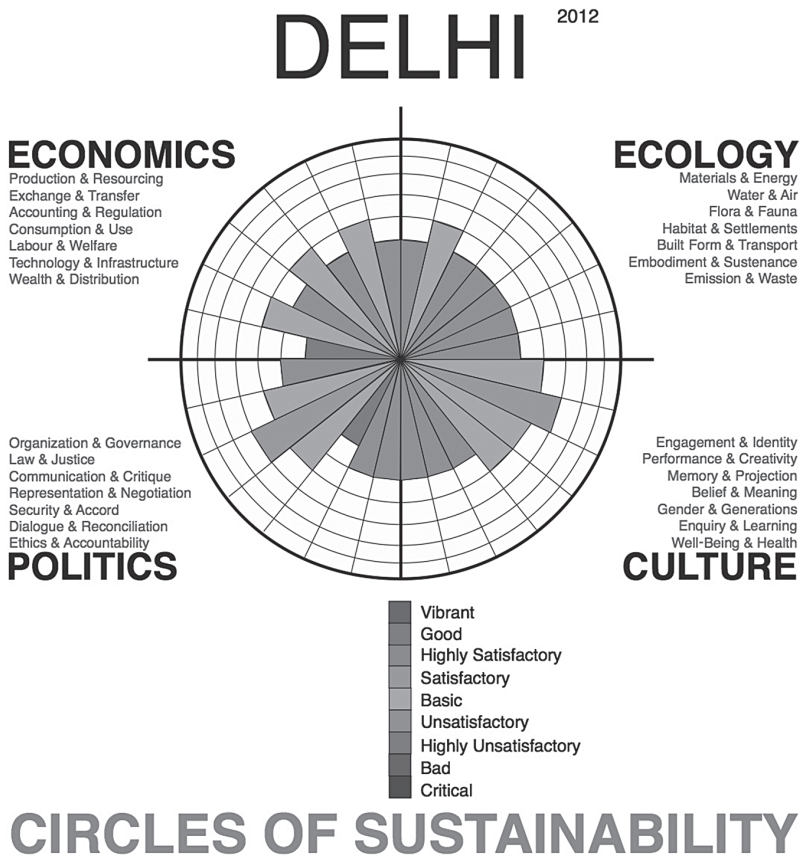 DELHI 2012
ECONOMICS
Production & Resourcing
Exchange & Transfer
Accounting & Regulation
Consumption & Use
Labour & Welfare
Technology & Infrastructure
Wealth & Distribution
ECOLOGY
Materials & Energy
Water & Air
Flora & Fauna
Habitat & Settlements
Built Form & Transport
Embodiment & Sustenance
Emission & Waste
Organization & Governance
Law & Justice
Communication & Critique
Representation & Negotiation
Security & Accord
Dialogue & Reconciliation
Ethics & Accountability
POLITICS
Engagement & Identity
Performance & Creativity
Memory & Projection
Belief & Meaning
Gender & Generations
Enquiry & Learning
Well-Being & Health
CULTURE
Vibrant
Good
Highly Satisfactory
Satisfactory
Basic
Unsatisfactory
Highly Unsatisfactory
Bad
Critical
CIRCLES OF SUSTAINABILITY